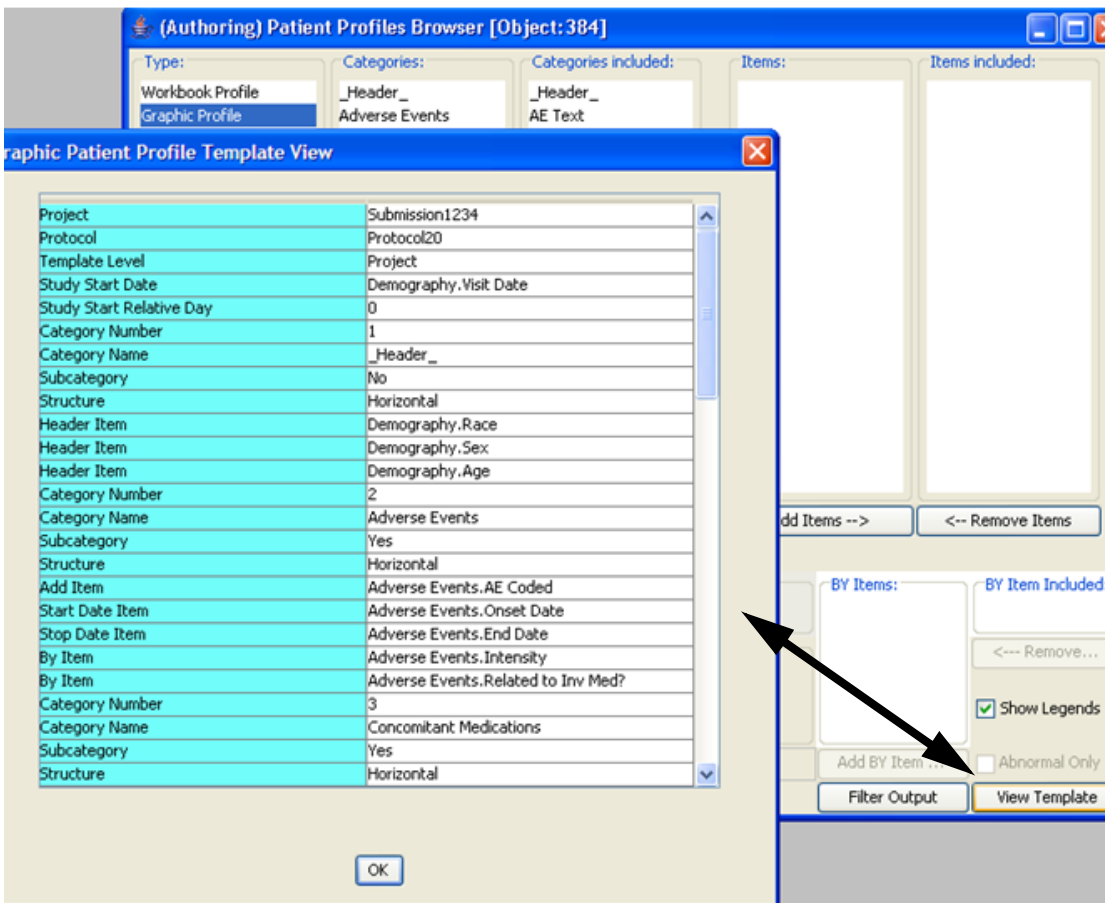 (Authoring) Patient Profiles Browser [Object:384]
Type: Categories: Categories included: Items: Items included:
Workbook Profile _Header_ _Header_
Graphic Profile Adverse Events AE Text
raphic Patient Profile Template View
Project Submission1234
Protocol Protocol20
Template Level Project
Study Start Date Demography.Visit Date
Study Start Relative Day 0
Category Number 1
Category Name _Header_
Subcategory No
Structure Horizontal
Header Item Demography.Race
Header Item Demography.Sex
Header Item Demography.Age
Category Number 2
Category Name Adverse Events
Subcategory Yes
Structure Horizontal
Add Item Adverse Events.AE Coded
Start Date Item Adverse Events.Onset Date
Stop Date Item Adverse Events.End Date
By Item Adverse Events.Intensity
By Item Adverse Events.Related to Inv Med?
Category Number 3
Category Name Concomitant Medications
Subcategory Yes
Structure Horizontal
OK
dd Items --> <-- Remove Items
BY Items: BY Item Included
<--- Remove...
Show Legends
Add BY Item ... Abnormal Only
Filter Output View Template